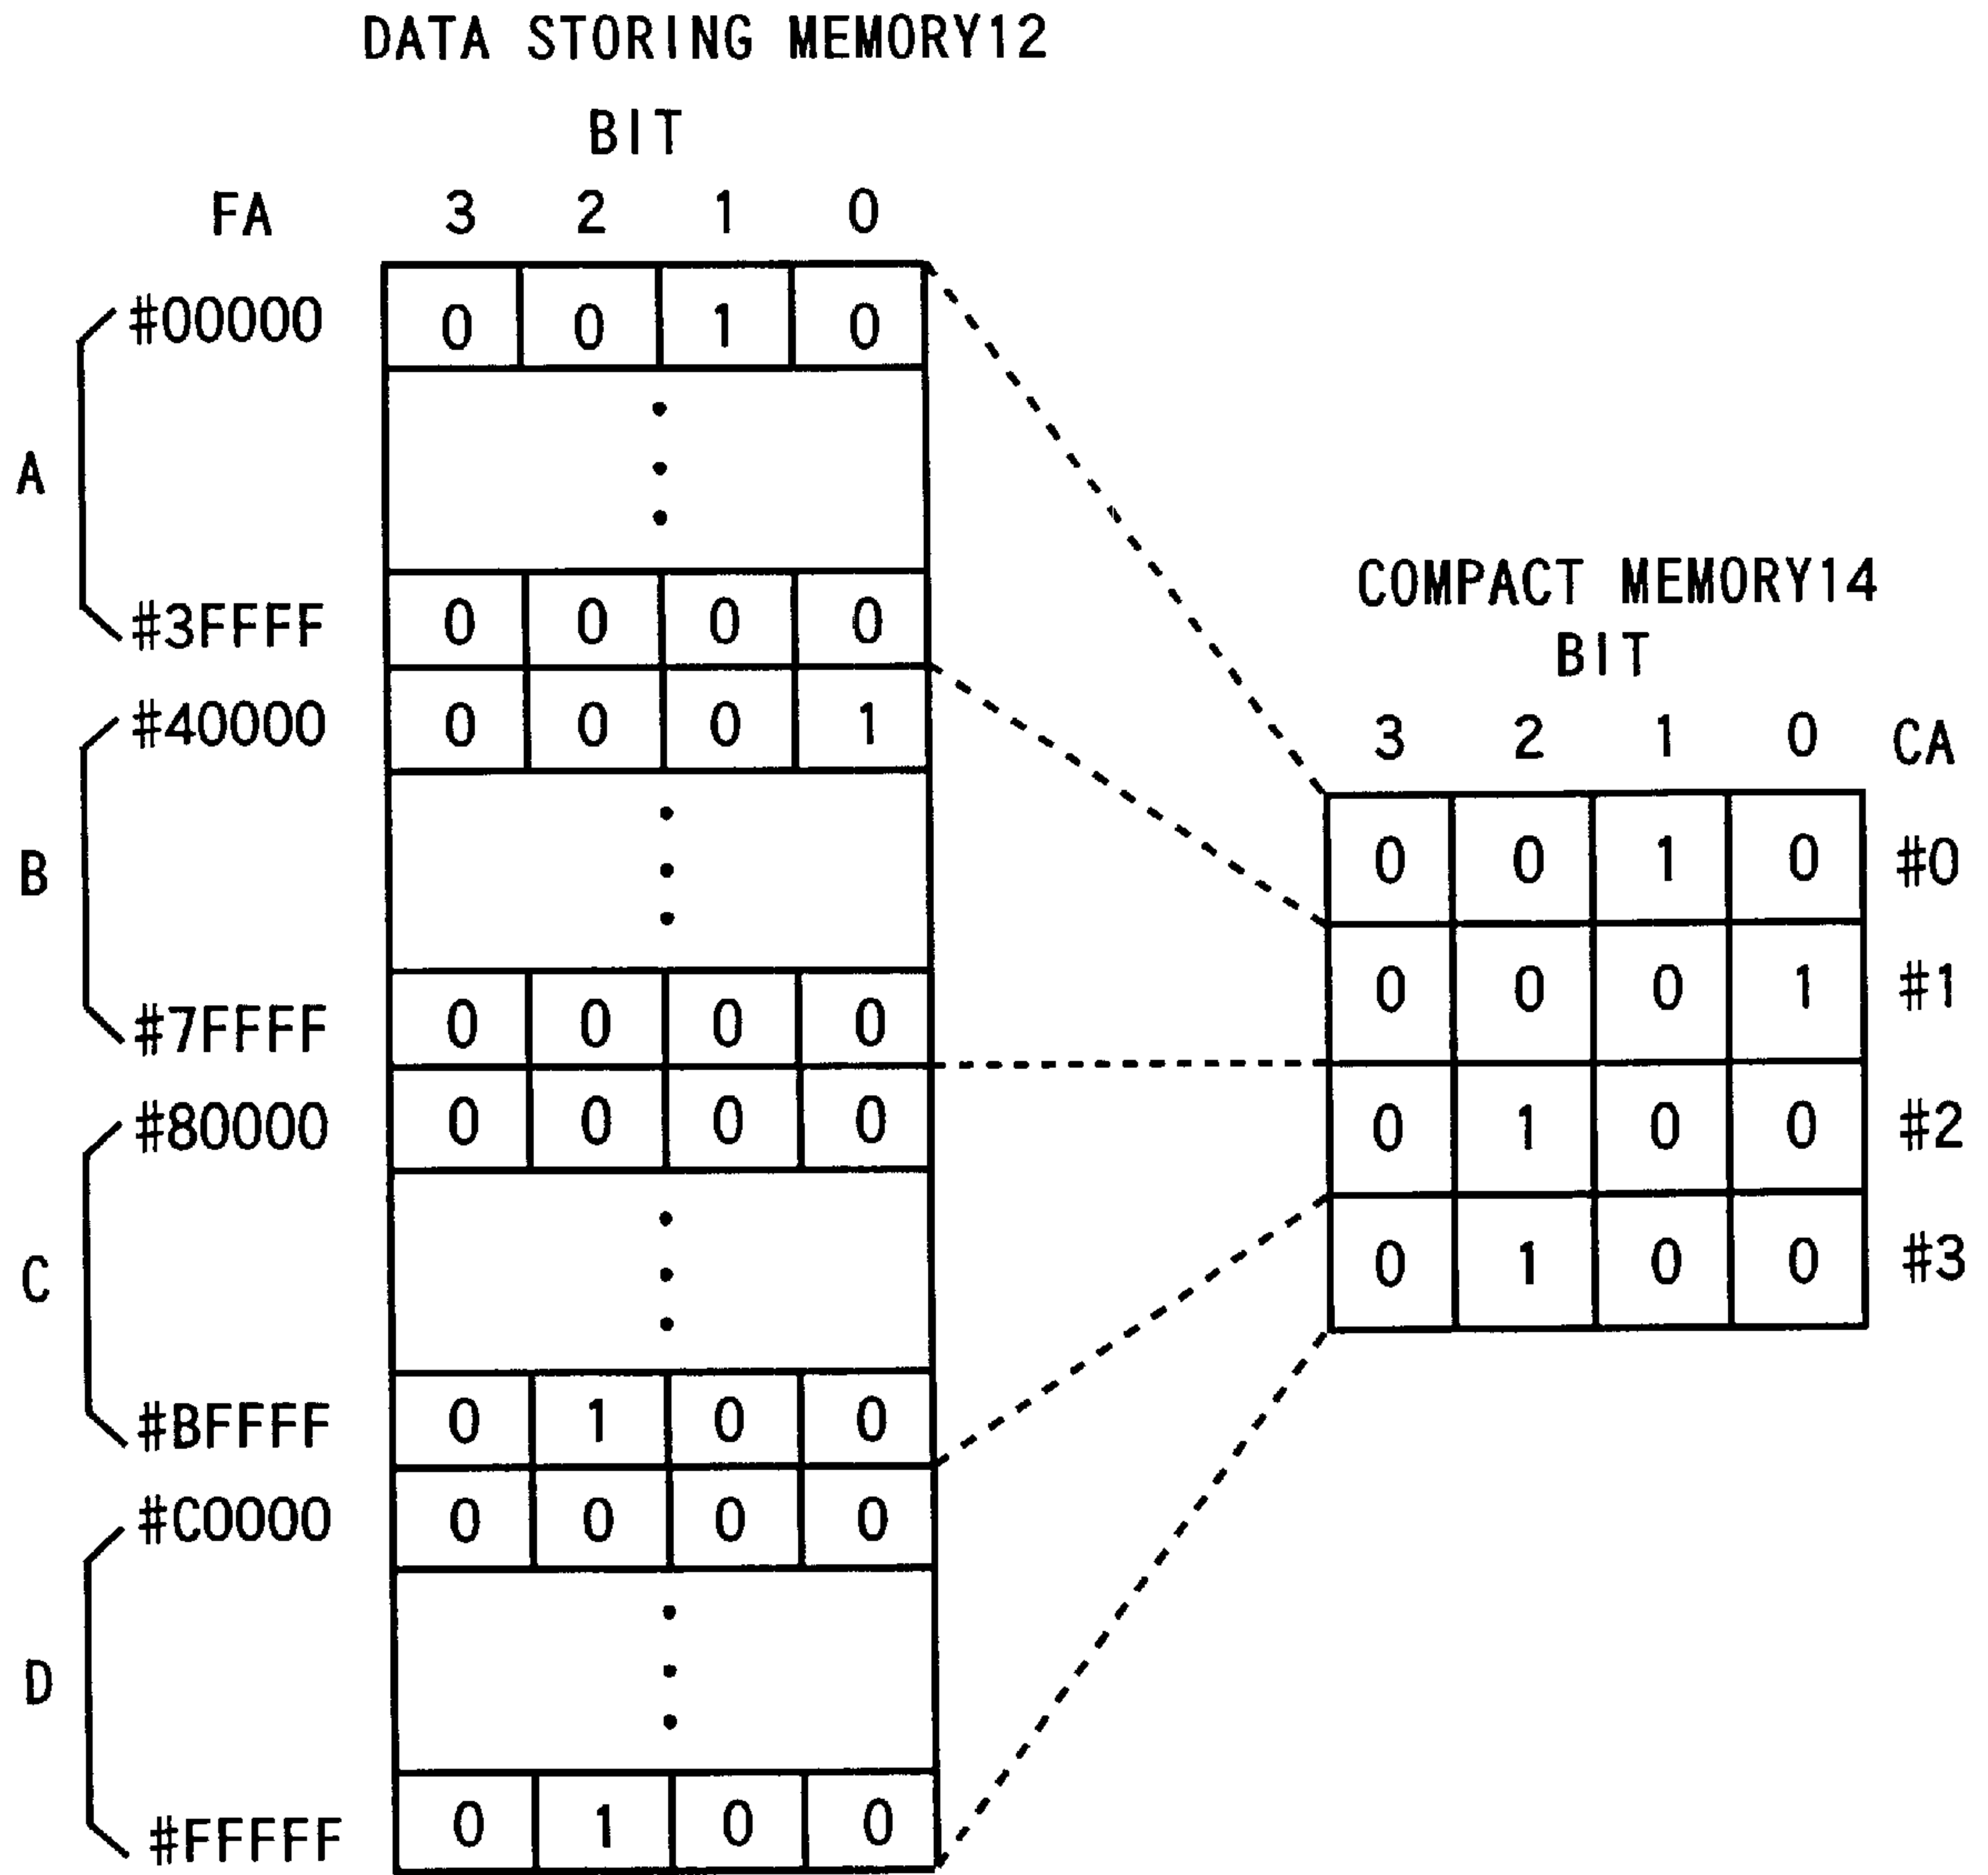 DATA STORING MEMORY12
BIT
FA 3 2 1 0
#00000 0 0 1 0
A
#3FFFF 0 0 0 0
#40000 0 0 0 1
B
#7FFFF 0 0 0 0
#80000 0 0 0 0
C
#BFFFF 0 1 0 0
#C0000 0 0 0 0
D
#FFFFF 0 1 0 0
COMPACT MEMORY14
BIT
3 2 1 0 CA
0 0 1 0 #0
0 0 0 1 #1
0 1 0 0 #2
0 1 0 0 #3